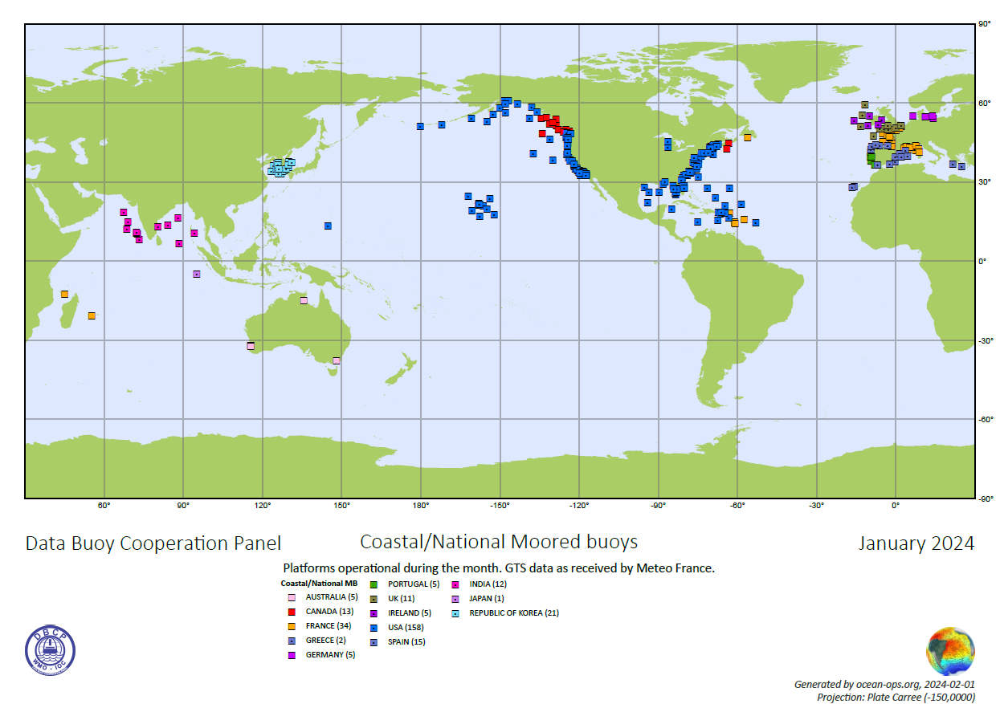 90°
60°
30°
0°
-30°
-60°
-90°
60° 90° 120° 150° 180° -150° -120° -90° -60° -30° 0°
Data Buoy Cooperation Panel Coastal/National Moored buoys January 2024
Platforms operational during the month. GTS data as received by Meteo France.
Coastal/National MB
AUSTRALIA (5)
CANADA (13)
FRANCE (34)
GREECE (2)
GERMANY (5)
PORTUGAL (5)
UK (11)
IRELAND (5)
USA (158)
SPAIN (15)
INDIA (12)
JAPAN (1)
REPUBLIC OF KOREA (21)
DBCP
WMO - IOC
Generated by ocean-ops.org, 2024-02-01
Projection: Plate Carree (-150,0000)